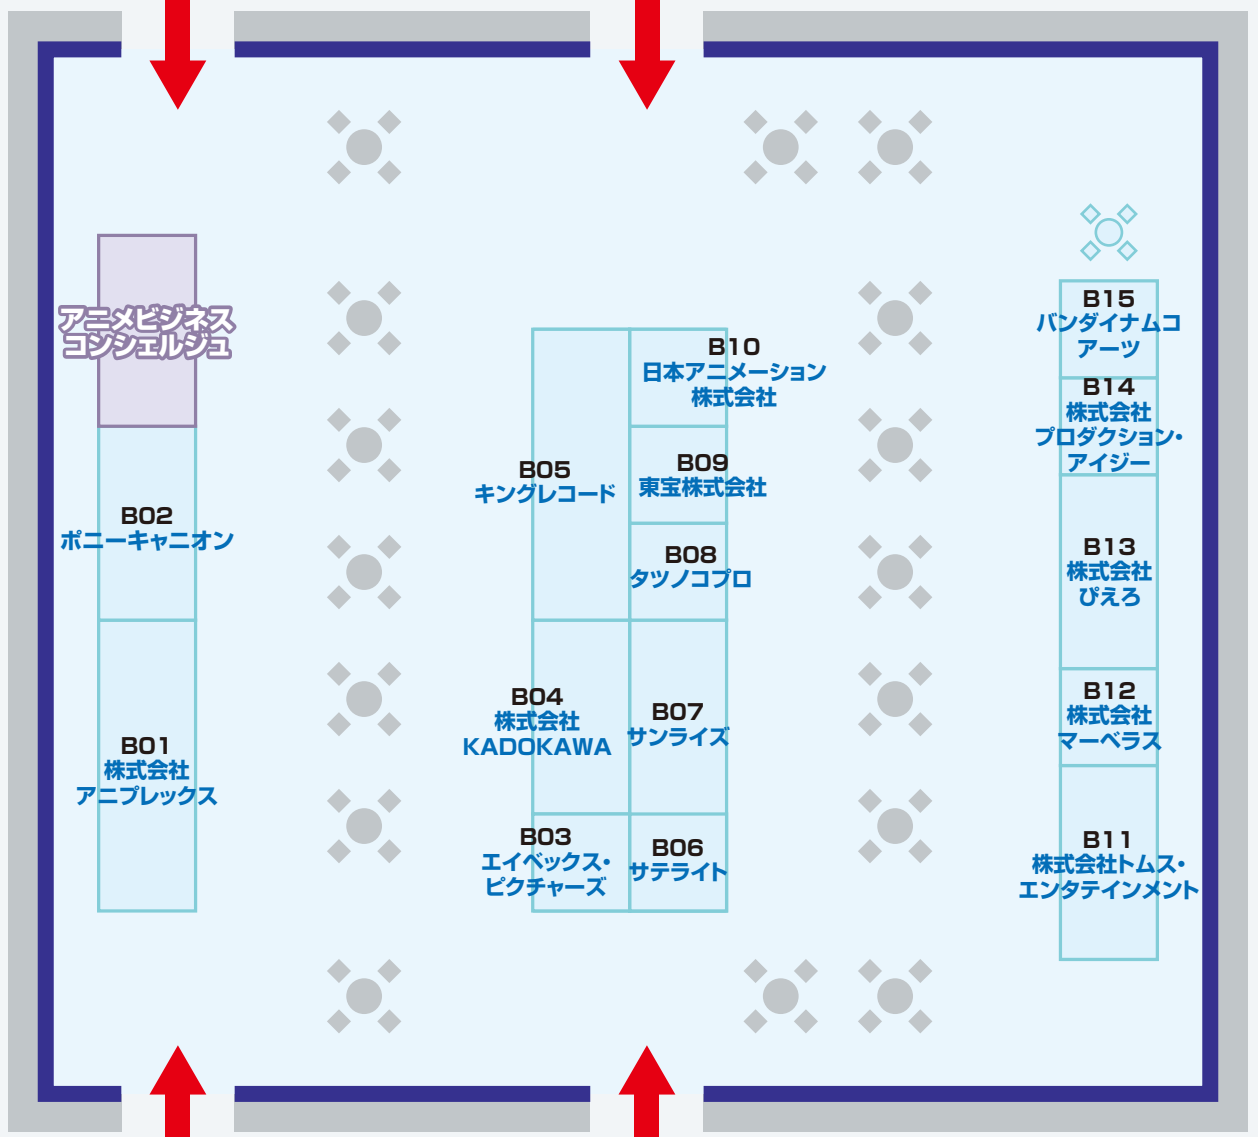 アニメビジネス
コンシェルジュ
B02
ポニーキャニオン
B01
株式会社
アニプレックス
B05
キングレコード
B04
株式会社
KADOKAWA
B03
エイベックス・
ピクチャーズ
B10
日本アニメーション
株式会社
B09
東宝株式会社
B08
タツノコプロ
B07
サンライズ
B06
サテライト
B15
バンダイナムコ
アーツ
B14
株式会社
プロダクション・
アイジー
B13
株式会社
ぴえろ
B12
株式会社
マーベラス
B11
株式会社トムス・
エンタテインメント